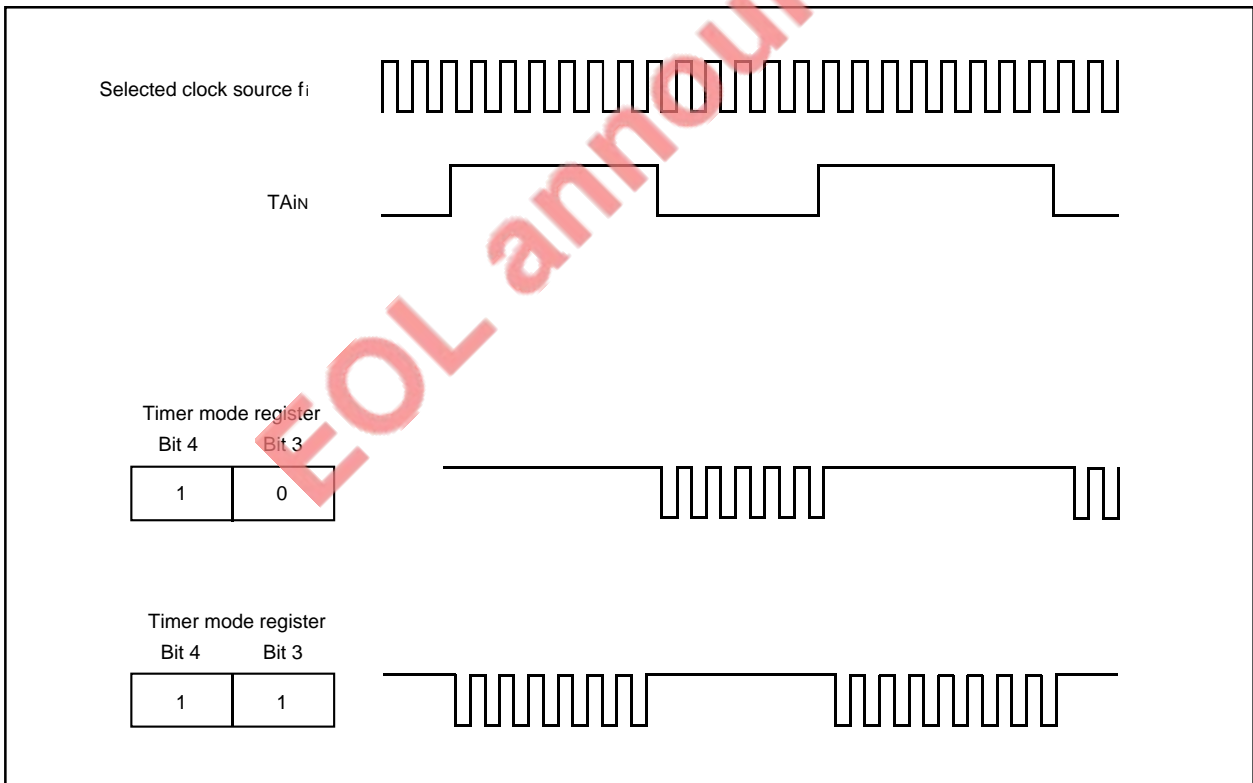 Selected clock source fi
TAiN
Timer mode register
Bit 4 Bit 3
1 0
Timer mode register
Bit 4 Bit 3
1 1
EOL announ